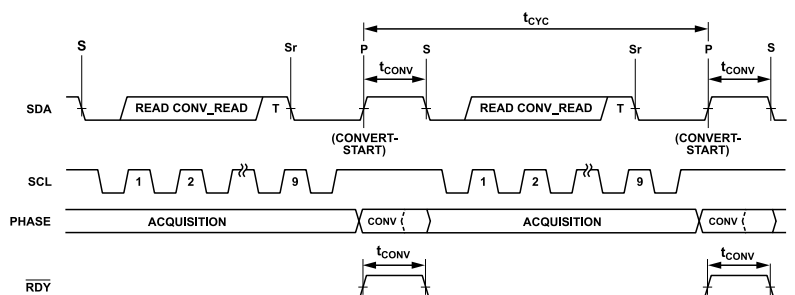 tCYC
S Sr P S Sr P S
tCONV tCONV
SDA READ CONV_READ T READ CONV_READ T
(CONVERT-
START)
(CONVERT-
START)
SCL 1 2 9 1 2 9
PHASE ACQUISITION CONV ACQUISITION CONV
tCONV tCONV
RDY